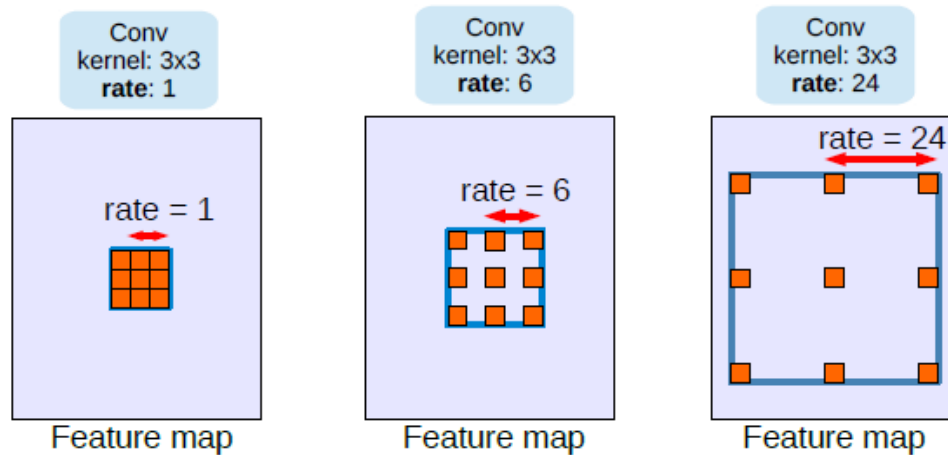 Conv
kernel: 3x3
rate: 1
Conv
kernel: 3x3
rate: 6
Conv
kernel: 3x3
rate: 24
rate = 1
rate = 6
rate = 24
Feature map
Feature map
Feature map